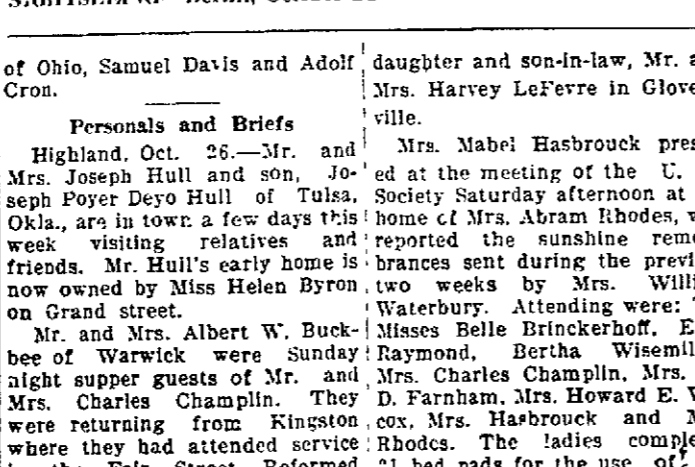 of Ohio, Samuel Davis and Adolf
Cron.
Personals and Briefs
Highland, Oct. 26.—Mr. and
Mrs. Joseph Hull and son, Jo-
seph Poyer Deyo Hull of Tulsa,
Okla., are in town a few days this
week visiting relatives and
friends. Mr. Hull's early home is
now owned by Miss Helen Byron
on Grand street.
Mr. and Mrs. Albert W. Buck-
bee of Warwick were Sunday
night supper guests of Mr. and
Mrs. Charles Champlin. They
were returning from Kingston
where they had attended service
Fair Street Reformed
daughter and son-in-law, Mr. a
Mrs. Harvey LeFevre in Glove
ville.
Mrs. Mabel Hasbrouck pres
ed at the meeting of the U.
Society Saturday afternoon at
home of Mrs. Abram Rhodes,
reported the sunshine reme
brances sent during the previ
two weeks by Mrs. Willi
Waterbury. Attending were:
Misses Belle Brinckerhoff, E
Raymond, Bertha Wisemil
Mrs. Charles Champlin, Mrs.
D. Farnham, Mrs. Howard E. W
cox, Mrs. Hasbrouck and M
Rhodes. The ladies comple
21 bed pads for the use of